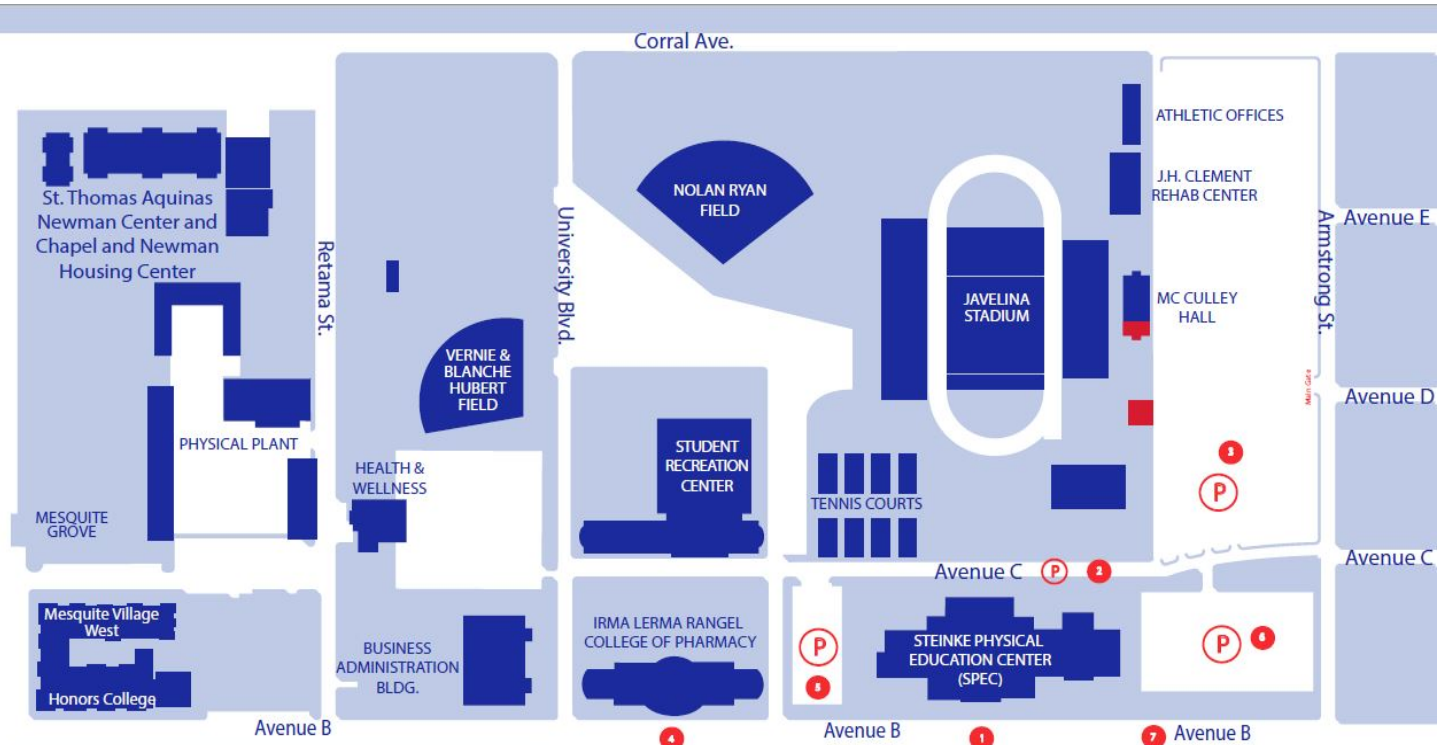 Corral Ave.
ATHLETIC OFFICES
J.H. CLEMENT
REHAB CENTER
St. Thomas Aquinas
Newman Center and
Chapel and Newman
Housing Center
NOLAN RYAN
FIELD
Retama St.
University Blvd.
Armstrong St.
Avenue E
JAVELINA
STADIUM
MC CULLEY
HALL
VERNIE &
BLANCHE
HUBERT
FIELD
Main Gate
Avenue D
PHYSICAL PLANT
HEALTH &
WELLNESS
STUDENT
RECREATION
CENTER
TENNIS COURTS
3
P
MESQUITE
GROVE
Avenue C
P
2
Avenue C
Mesquite Village
West
Honors College
BUSINESS
ADMINISTRATION
BLDG.
IRMA LERMA RANGEL
COLLEGE OF PHARMACY
P
5
STEINKE PHYSICAL
EDUCATION CENTER
(SPEC)
P
6
Avenue B
4
Avenue B
1
7
Avenue B